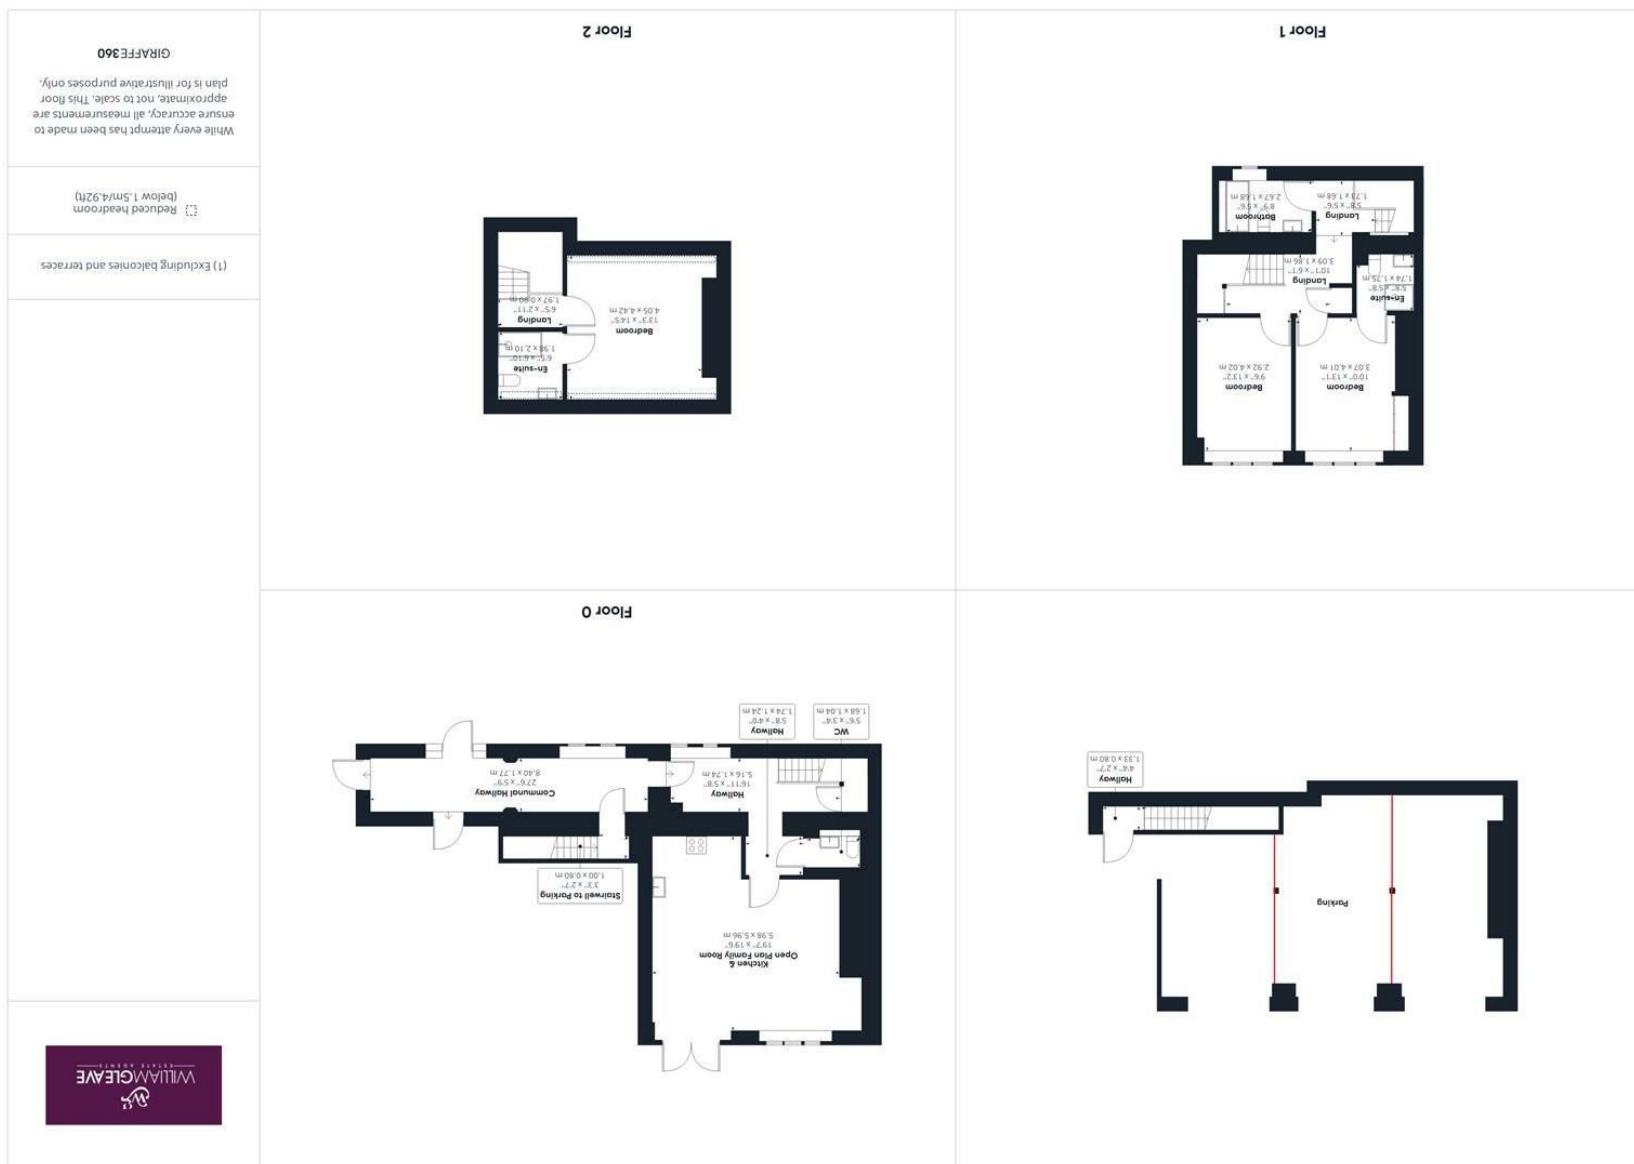 Parking
Hallway
4'4" x 2'7"
1.33 x 0.80 m
Kitchen &
Open Plan Family Room
19'7" x 19'6"
5.98 x 5.96 m
Stairwell to Parking
3'3" x 2'7"
1.00 x 0.80 m
Hallway
16'11" x 5'8"
5.16 x 1.74 m
Communal Hallway
27'6" x 5'9"
8.40 x 1.77 m
WC
5'6" x 3'4"
1.68 x 1.04 m
Hallway
5'8" x 4'0"
1.74 x 1.24 m
Floor 0
WILLIAMGLEAVE
ESTATE AGENTS
Bedroom
10'0" x 13'1"
3.07 x 4.01 m
Bedroom
9'6" x 13'2"
2.92 x 4.02 m
En-suite
5'8" x 5'8"
1.74 x 1.75 m
Landing
10'1" x 6'1"
3.09 x 1.86 m
Landing
5'8" x 5'6"
1.73 x 1.68 m
Bathroom
8'9" x 5'6"
2.67 x 1.68 m
Floor 1
Bedroom
13'3" x 14'5"
4.05 x 4.42 m
En-suite
6'5" x 6'10"
1.98 x 2.10 m
Landing
6'5" x 2'11"
1.97 x 0.90 m
Floor 2
(1) Excluding balconies and terraces
Reduced headroom
(below 1.5m/4.92ft)
While every attempt has been made to
ensure accuracy, all measurements are
approximate, not to scale. This floor
plan is for illustrative purposes only.
GIRAFFE360